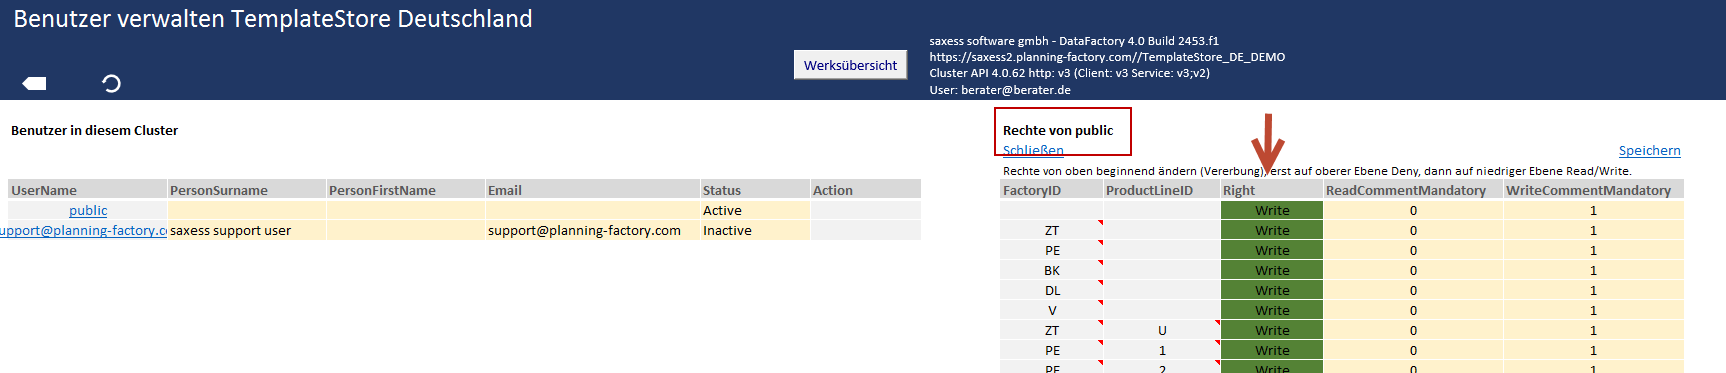 Benutzer verwalten TemplateStore Deutschland
Werksübersicht
saxess software gmbh - DataFactory 4.0 Build 2453.f1
https://saxess2.planning-factory.com//TemplateStore_DE_DEMO
Cluster API 4.0.62 http: v3 (Client: v3 Service: v3;v2)
User: berater@berater.de
Benutzer in diesem Cluster
UserName PersonSurname PersonFirstName Email Status Action
public Active
upport@planning-factory.co saxess support user support@planning-factory.com Inactive
Rechte von public
Schließen Speichern
Rechte von oben beginnend ändern (Vererbung), erst auf oberer Ebene Deny, dann auf niedriger Ebene Read/Write.
FactoryID ProductLineID Right ReadCommentMandatory WriteCommentMandatory
Write 0 1
ZT Write 0 1
PE Write 0 1
BK Write 0 1
DL Write 0 1
V Write 0 1
ZT U Write 0 1
PE 1 Write 0 1
PE 2 Write 0 1